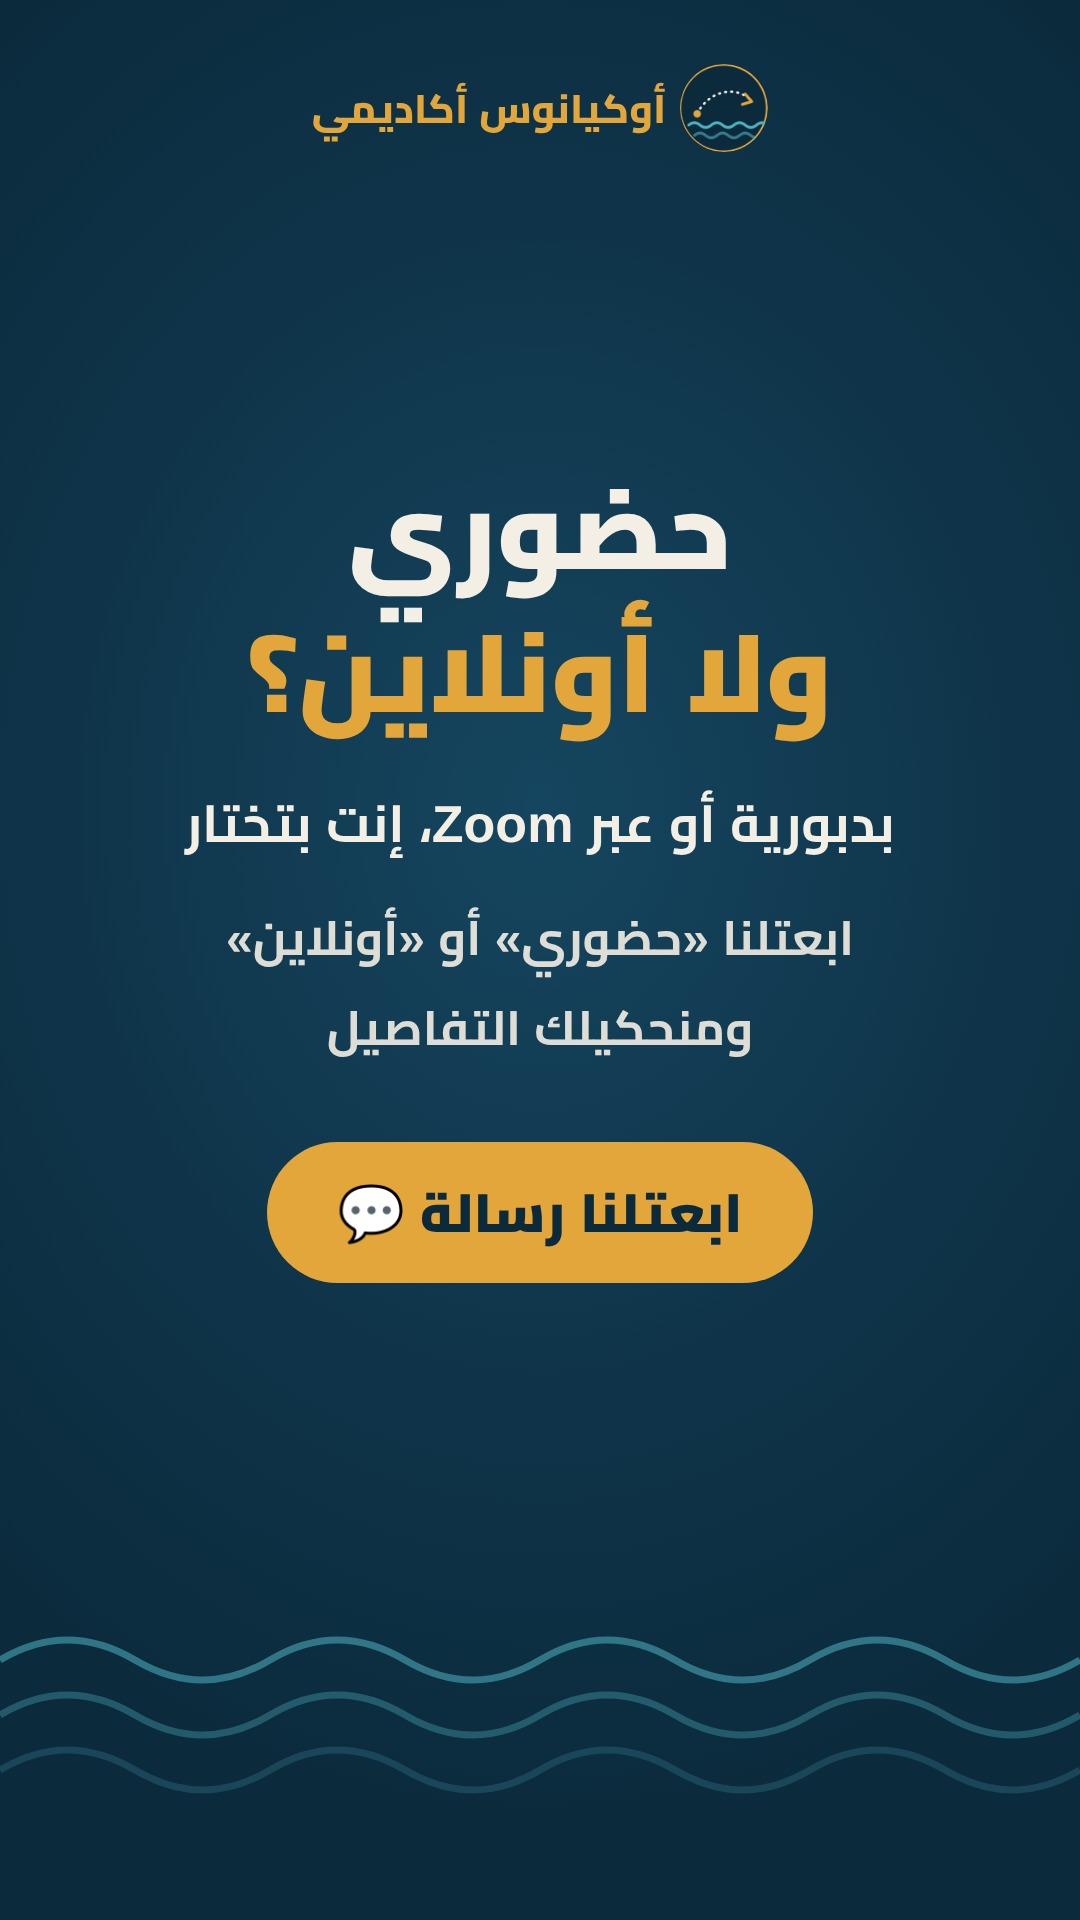 أوكيانوس أكاديمي
حضوري
ولا أونلاين؟
بدبورية أو عبر Zoom، إنت بتختار
ابعتلنا «حضوري» أو «أونلاين»
ومنحكيلك التفاصيل
ابعتلنا رسالة 💬